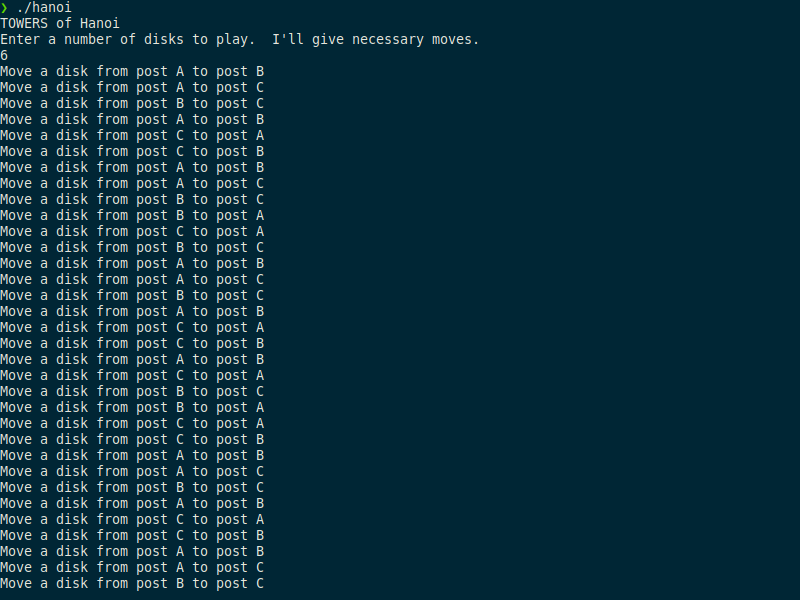 ❯ ./hanoi
TOWERS of Hanoi
Enter a number of disks to play.  I'll give necessary moves.
6
Move a disk from post A to post B
Move a disk from post A to post C
Move a disk from post B to post C
Move a disk from post A to post B
Move a disk from post C to post A
Move a disk from post C to post B
Move a disk from post A to post B
Move a disk from post A to post C
Move a disk from post B to post C
Move a disk from post B to post A
Move a disk from post C to post A
Move a disk from post B to post C
Move a disk from post A to post B
Move a disk from post A to post C
Move a disk from post B to post C
Move a disk from post A to post B
Move a disk from post C to post A
Move a disk from post C to post B
Move a disk from post A to post B
Move a disk from post C to post A
Move a disk from post B to post C
Move a disk from post B to post A
Move a disk from post C to post A
Move a disk from post C to post B
Move a disk from post A to post B
Move a disk from post A to post C
Move a disk from post B to post C
Move a disk from post A to post B
Move a disk from post C to post A
Move a disk from post C to post B
Move a disk from post A to post B
Move a disk from post A to post C
Move a disk from post B to post C